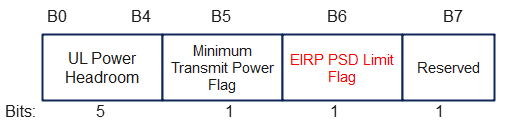 B0 B4 B5 B6 B7
UL Power
Headroom
Minimum
Transmit Power
Flag
EIRP PSD Limit
Flag
Reserved
Bits: 5 1 1 1